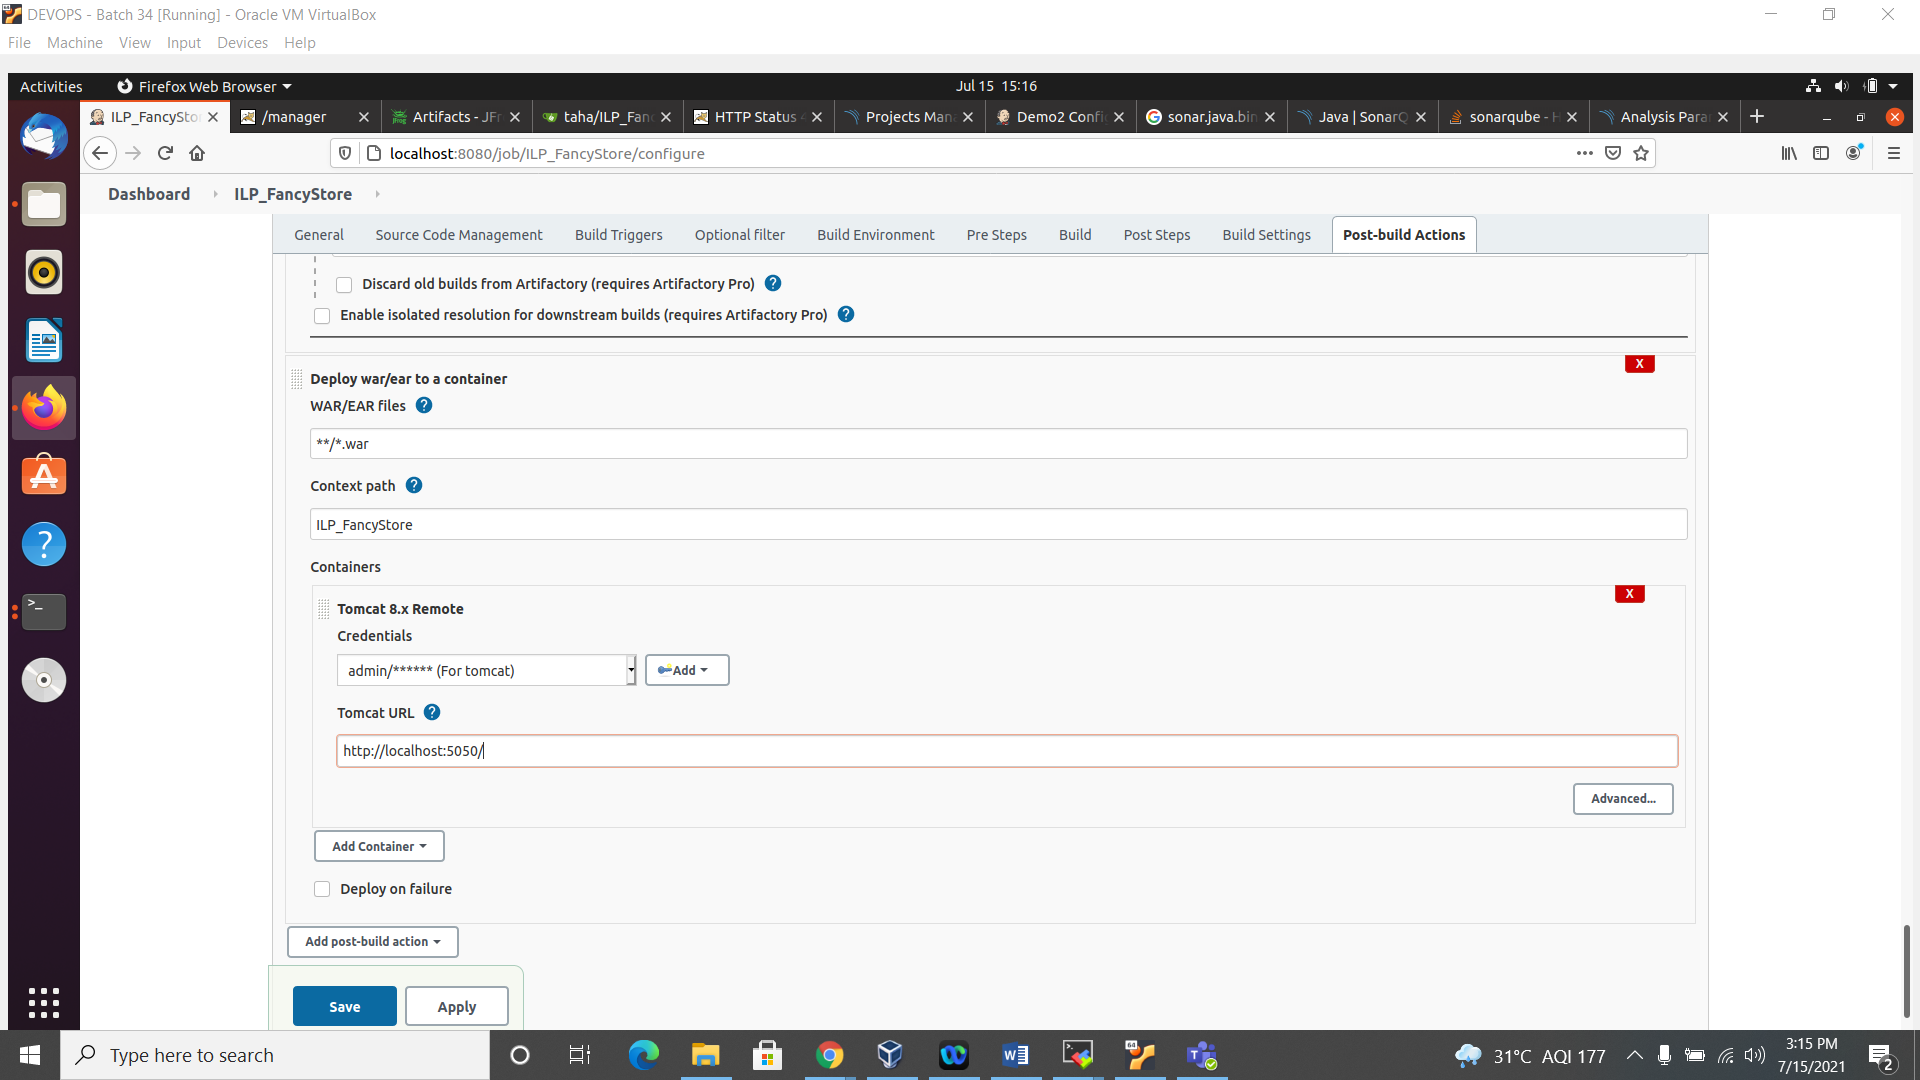 DEVOPS - Batch 34 [Running] - Oracle VM VirtualBox
File Machine View Input Devices Help
Activities Firefox Web Browser Jul 15 15:16
ILP_FancySto /manager Artifacts - JFr taha/ILP_Fan HTTP Status Projects Man Demo2 Confi sonar.java.bin Java | SonarQ sonarqube - H Analysis Para
localhost:8080/job/ILP_FancyStore/configure
Dashboard ILP_FancyStore
General Source Code Management Build Triggers Optional filter Build Environment Pre Steps Build Post Steps Build Settings Post-build Actions
Discard old builds from Artifactory (requires Artifactory Pro) ?
Enable isolated resolution for downstream builds (requires Artifactory Pro) ?
X
Deploy war/ear to a container
WAR/EAR files ?
**/*.war
Context path ?
ILP_FancyStore
Containers
X
Tomcat 8.x Remote
Credentials
admin/****** (For tomcat) Add
Tomcat URL ?
http://localhost:5050/
Advanced...
Add Container
Deploy on failure
Add post-build action
Save Apply
Type here to search 31°C AQI 177 3:15 PM
7/15/2021 2